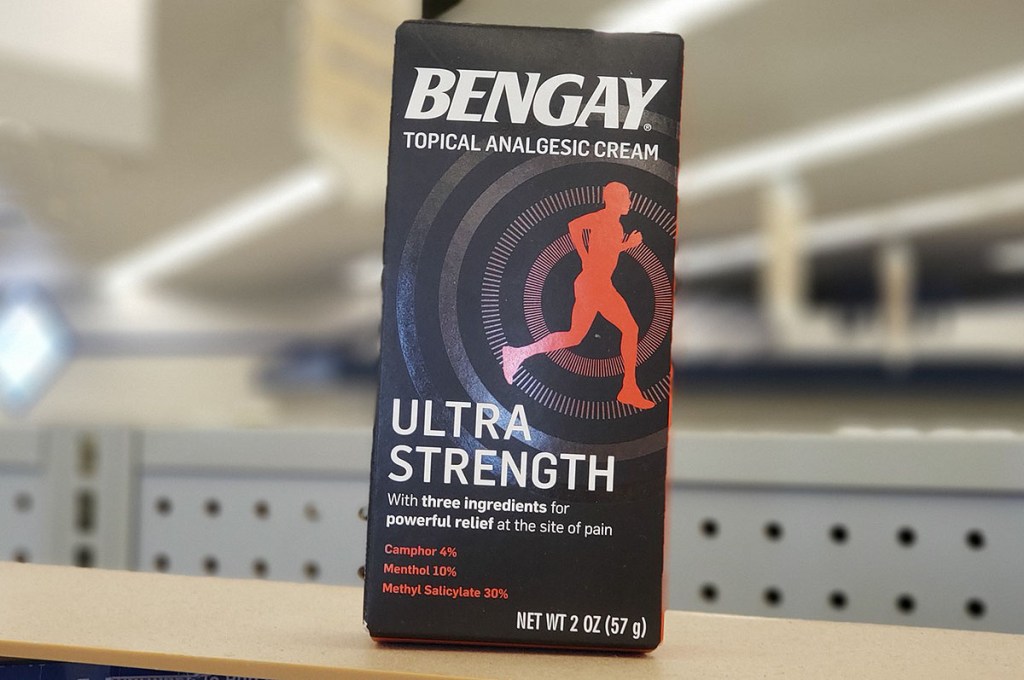 BENGAY®
TOPICAL ANALGESIC CREAM
ULTRA
STRENGTH
With three ingredients for
powerful relief at the site of pain
Camphor 4%
Menthol 10%
Methyl Salicylate 30%
NET WT 2 OZ (57 g)